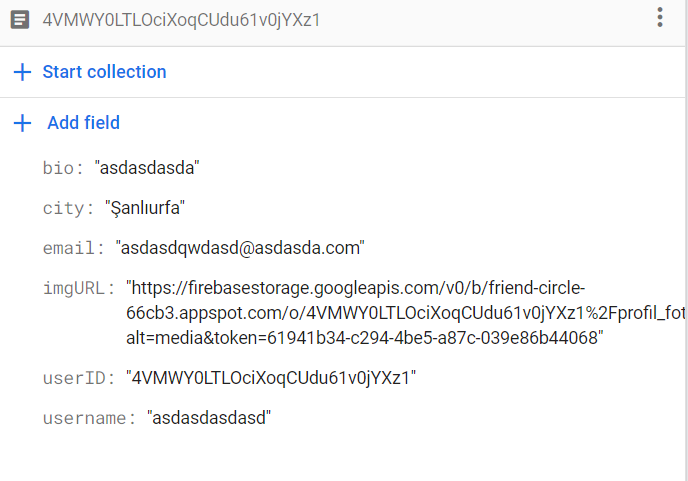 4VMWY0LTLOciXoqCUdu61v0jYXz1
Start collection
Add field
bio: "asdasdasda"
city: "Şanlıurfa"
email: "asdasdqwdasd@asdasda.com"
imgURL: "https://firebasestorage.googleapis.com/v0/b/friend-circle-
66cb3.appspot.com/o/4VMWY0LTLOciXoqCUdu61v0jYXz1%2Fprofil_fot
alt=media&token=61941b34-c294-4be5-a87c-039e86b44068"
userID: "4VMWY0LTLOciXoqCUdu61v0jYXz1"
username: "asdasdasdasd"